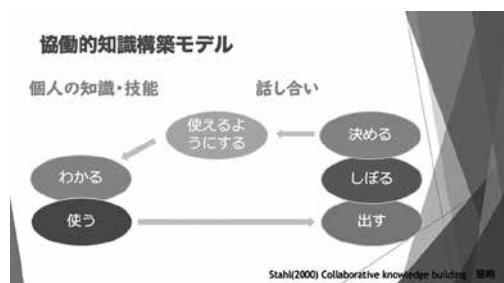 協働的知識構築モデル
個人の知識・技能
話し合い
使えるよ
うにする
決める
わかる
しぼる
使う
出す
Stahl(2000) Collaborative knowledge building 簡略